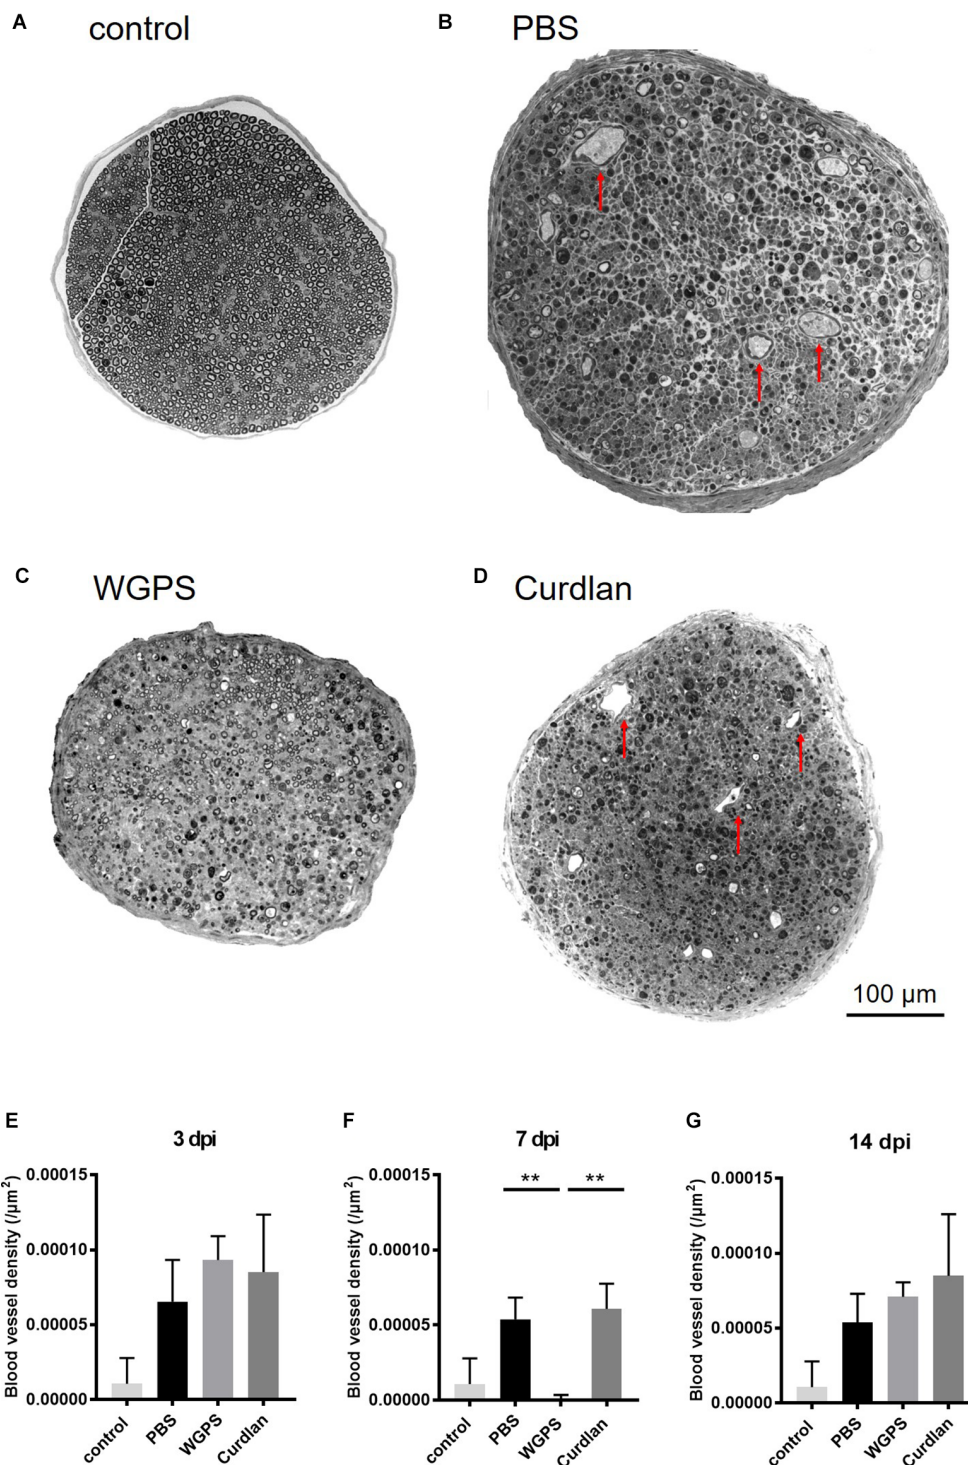 A control
B PBS
C WGPS
D Curdlan
100 µm
E
3 dpi
Blood vessel density (/µm²)
0.00015
0.00010
0.00005
0.00000
control PBS WGPS Curdlan
F
7 dpi
** **
Blood vessel density (/µm²)
0.00015
0.00010
0.00005
0.00000
control PBS WGPS Curdlan
G
14 dpi
Blood vessel density (/µm²)
0.00015
0.00010
0.00005
0.00000
control PBS WGPS Curdlan